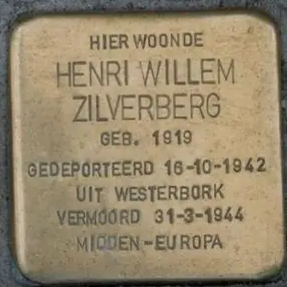 HIER WOONDE
HENRI WILLEM
ZILVERBERG
GEB. 1919
GEDEPORTEERD 16-10-1942
UIT WESTERBORK
VERMOORD 31-3-1944
MIDDEN-EUROPA